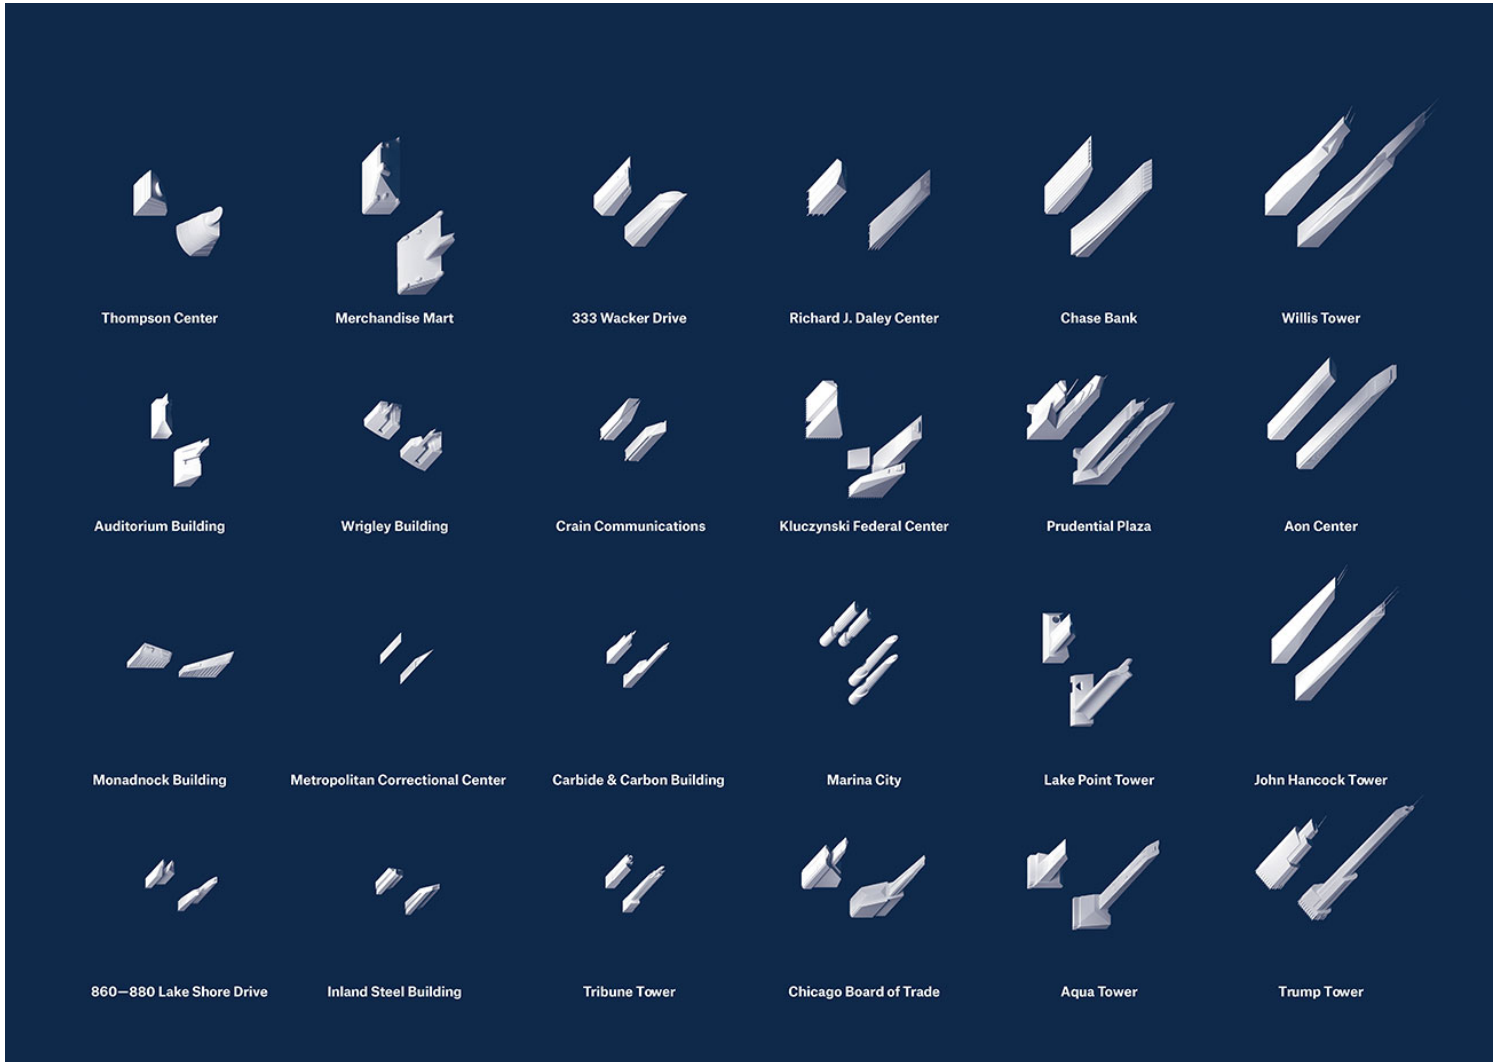 Thompson Center
Merchandise Mart
333 Wacker Drive
Richard J. Daley Center
Chase Bank
Willis Tower
Auditorium Building
Wrigley Building
Crain Communications
Kluczynski Federal Center
Prudential Plaza
Aon Center
Monadnock Building
Metropolitan Correctional Center
Carbide & Carbon Building
Marina City
Lake Point Tower
John Hancock Tower
860—880 Lake Shore Drive
Inland Steel Building
Tribune Tower
Chicago Board of Trade
Aqua Tower
Trump Tower